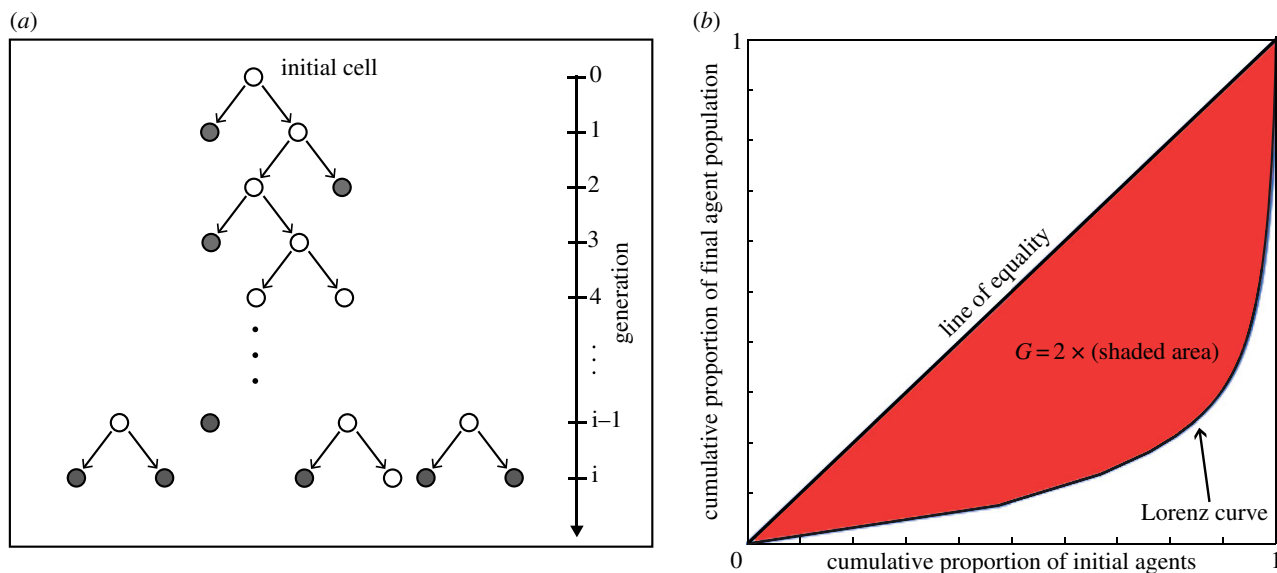 (a)
initial cell
0
1
2
3
4
⋮
i–1
i
generation
(b)
1
cumulative proportion of final agent population
line of equality
G = 2 × (shaded area)
Lorenz curve
0
cumulative proportion of initial agents
1